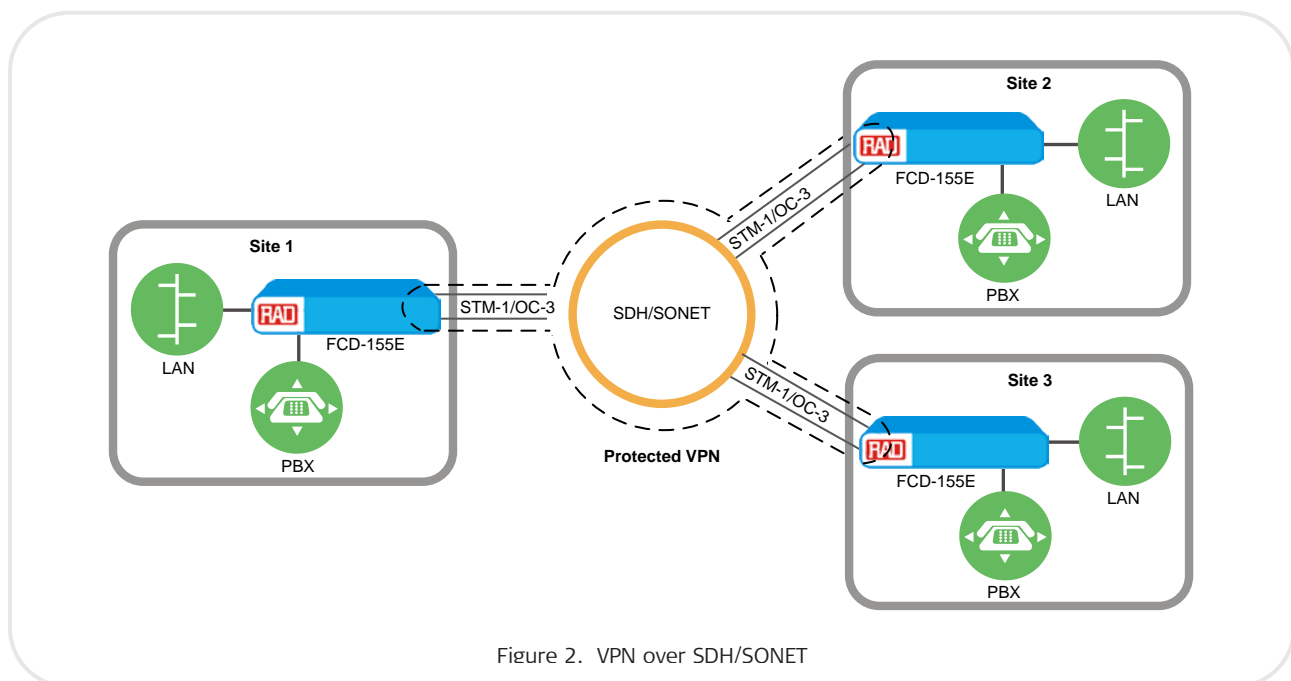 Site 1
RAD
STM-1/OC-3
FCD-155E
LAN
PBX
SDH/SONET
Protected VPN
Site 2
RAD
STM-1/OC-3
FCD-155E
LAN
PBX
Site 3
STM-1/OC-3
RAD
FCD-155E
LAN
PBX
Figure 2. VPN over SDH/SONET